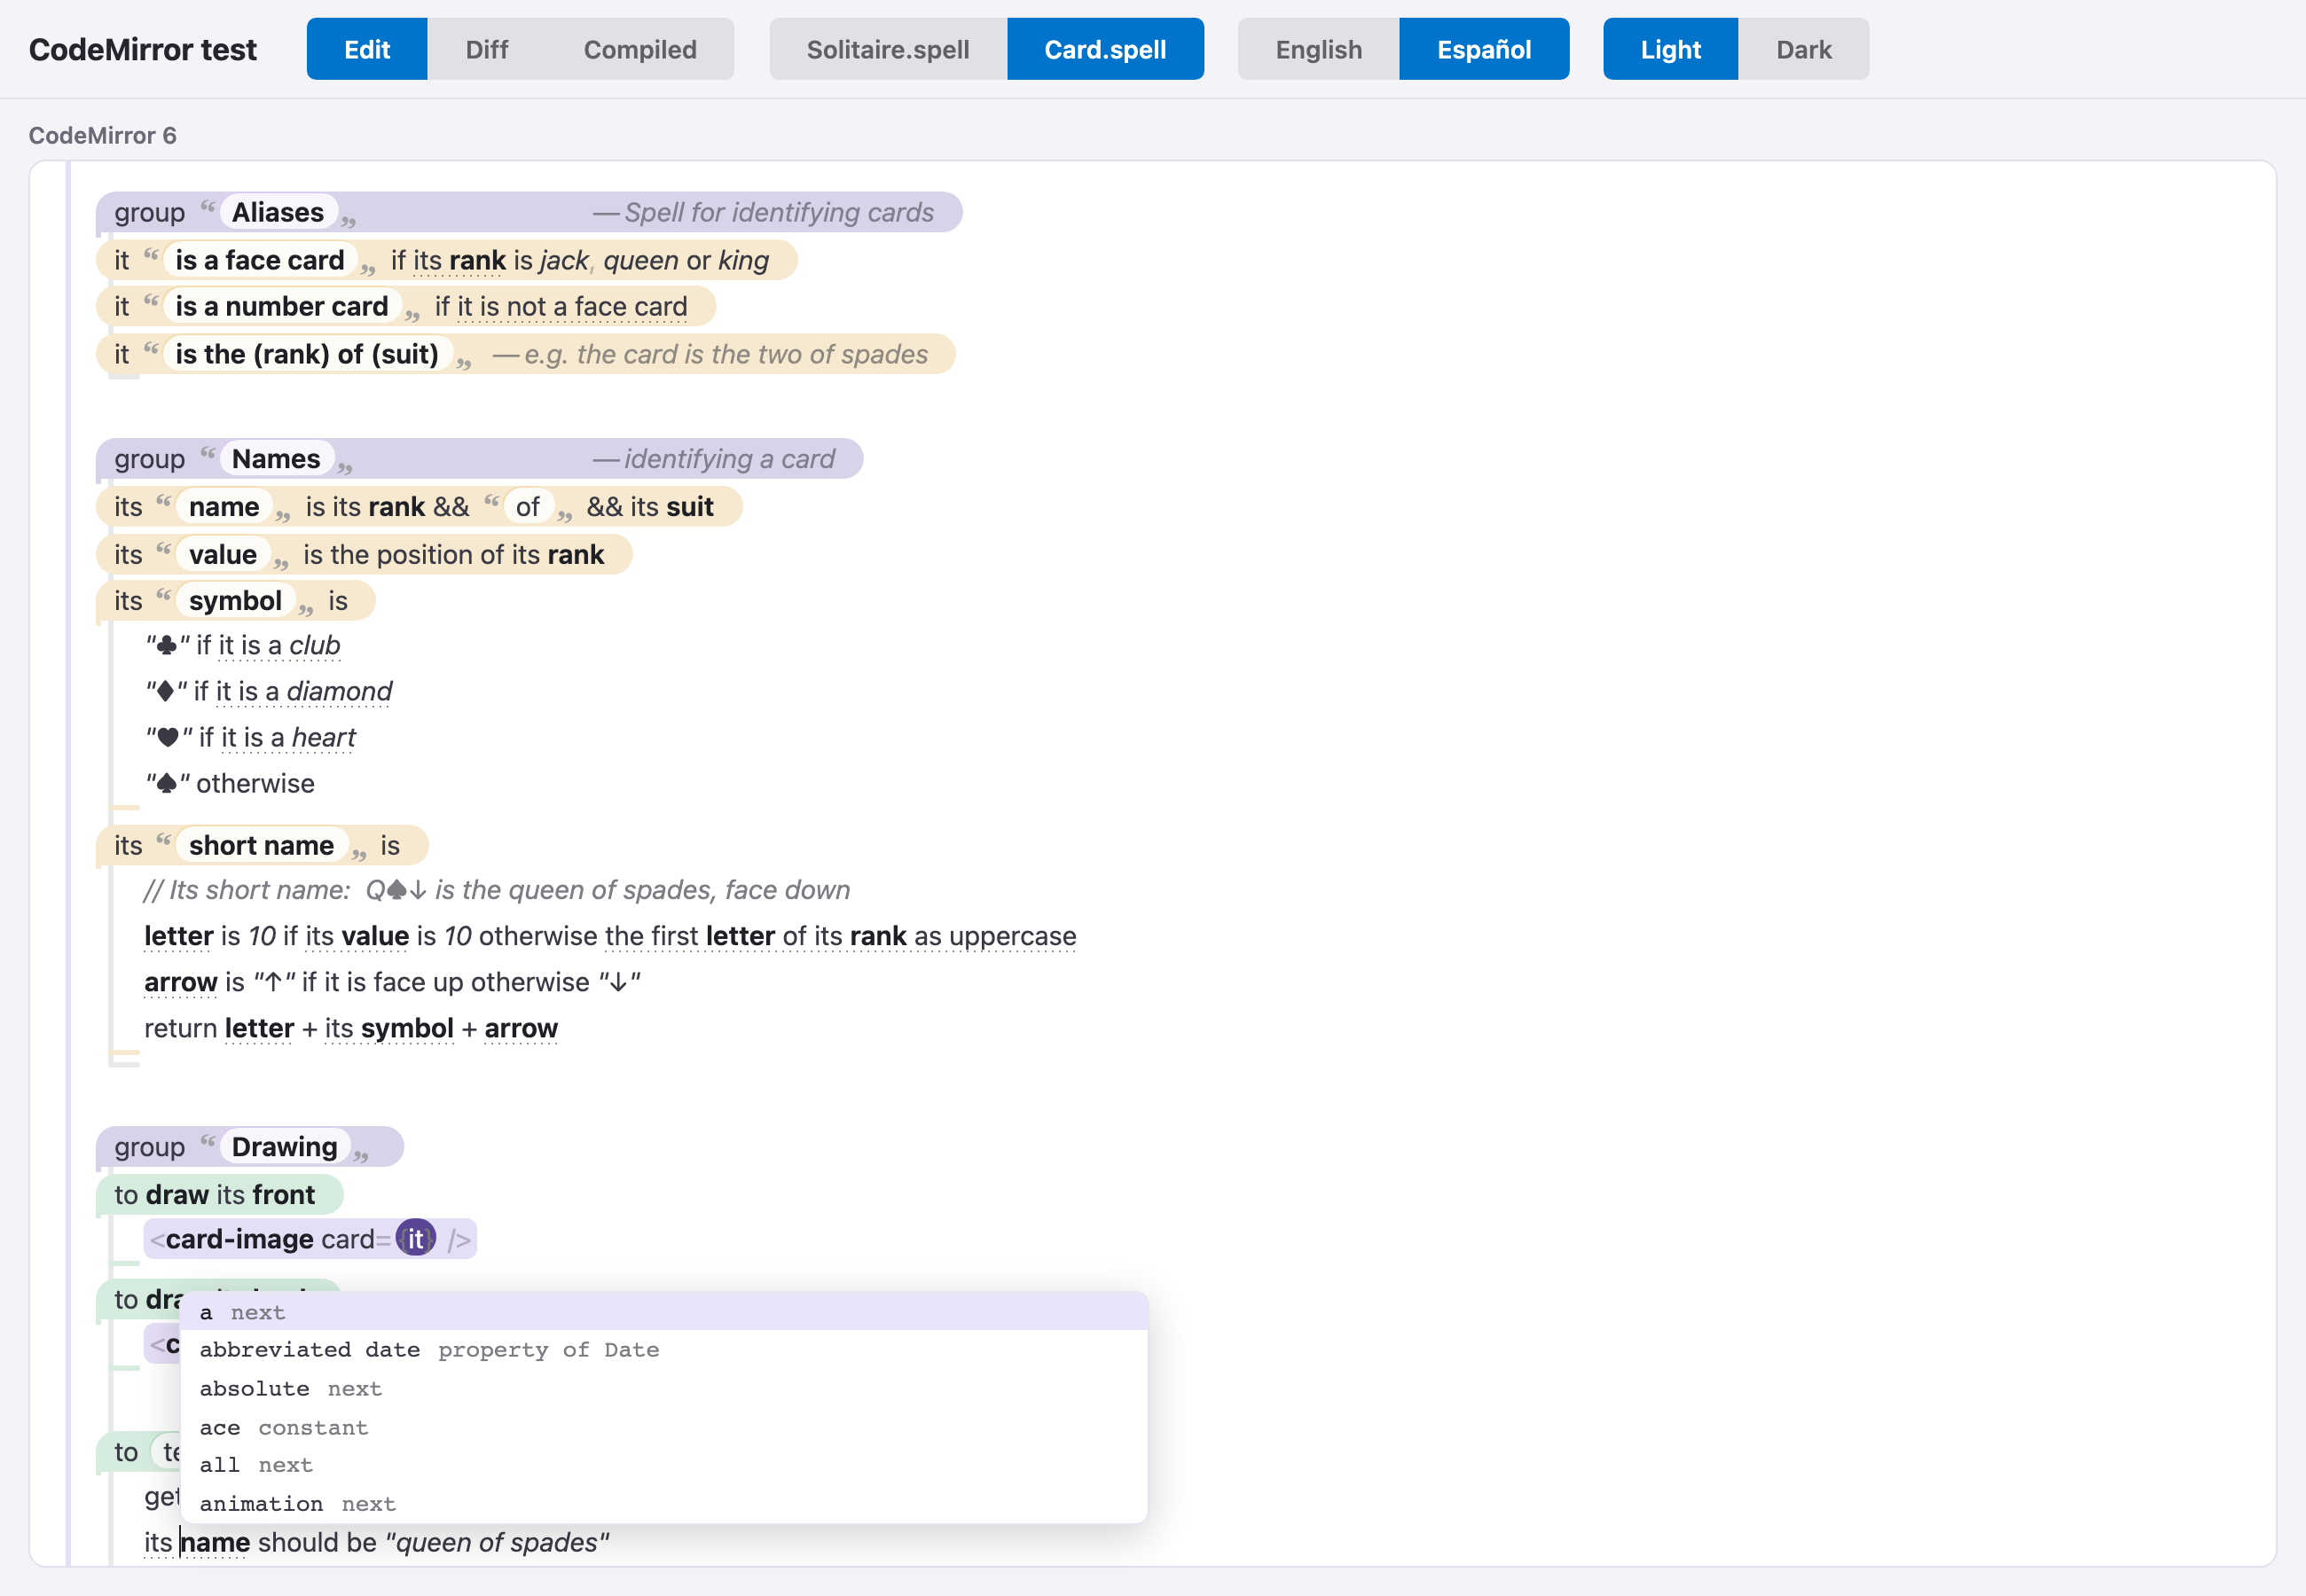 CodeMirror test
Edit Diff Compiled Solitaire.spell Card.spell English Español Light Dark
CodeMirror 6
group “ Aliases „ — Spell for identifying cards
it “ is a face card „ if its rank is jack, queen or king
it “ is a number card „ if it is not a face card
it “ is the (rank) of (suit) „ — e.g. the card is the two of spades
group “ Names „ — identifying a card
its “ name „ is its rank && “ of „ && its suit
its “ value „ is the position of its rank
its “ symbol „ is
"♣" if it is a club
"♦" if it is a diamond
"♥" if it is a heart
"♠" otherwise
its “ short name „ is
// Its short name: Q♠↓ is the queen of spades, face down
letter is 10 if its value is 10 otherwise the first letter of its rank as uppercase
arrow is "↑" if it is face up otherwise "↓"
return letter + its symbol + arrow
group “ Drawing „
to draw its front
<card-image card={it} />
to
a next
abbreviated date property of Date
absolute next
ace constant
all next
animation next
to
get
its name should be "queen of spades"